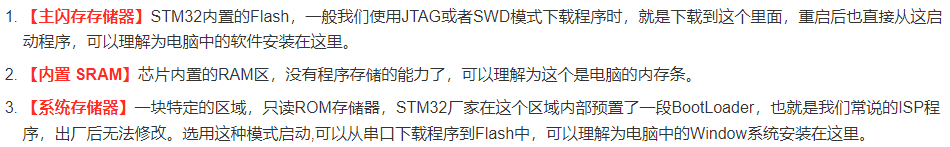 1. 【主闪存存储器】STM32内置的Flash，一般我们使用JTAG或者SWD模式下载程序时，就是下载到这个里面，重启后也直接从这启
动程序，可以理解为电脑中的软件安装在这里。
2. 【内置 SRAM】芯片内置的RAM区，没有程序存储的能力了，可以理解为这个是电脑的内存条。
3. 【系统存储器】一块特定的区域，只读ROM存储器，STM32厂家在这个区域内部预置了一段BootLoader，也就是我们常说的ISP程
序，出厂后无法修改。选用这种模式启动,可以从串口下载程序到Flash中，可以理解为电脑中的Window系统安装在这里。